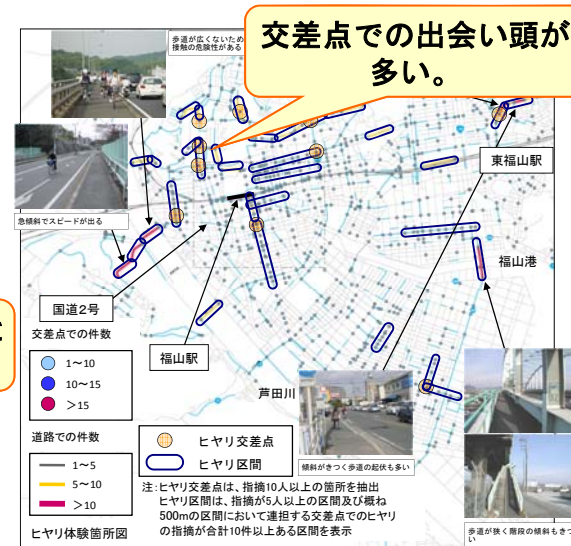 歩道が広くないため
接触の危険性がある
交差点での出会い頭が
多い。
急傾斜でスピードが出る
東福山駅
福山港
国道2号
福山駅
芦田川
交差点での件数
1～10
10～15
＞15
道路での件数
1～5
5～10
＞10
ヒヤリ体験箇所図
ヒヤリ交差点
ヒヤリ区間
注：ヒヤリ交差点は、指摘10人以上の箇所を抽出
ヒヤリ区間は、指摘が5人以上の区間及び概ね
500mの区間において連担する交差点でのヒヤリ
の指摘が合計10件以上ある区間を表示
傾斜がきつく歩道の起伏も多い
歩道が狭く階段の傾斜もきつ
い